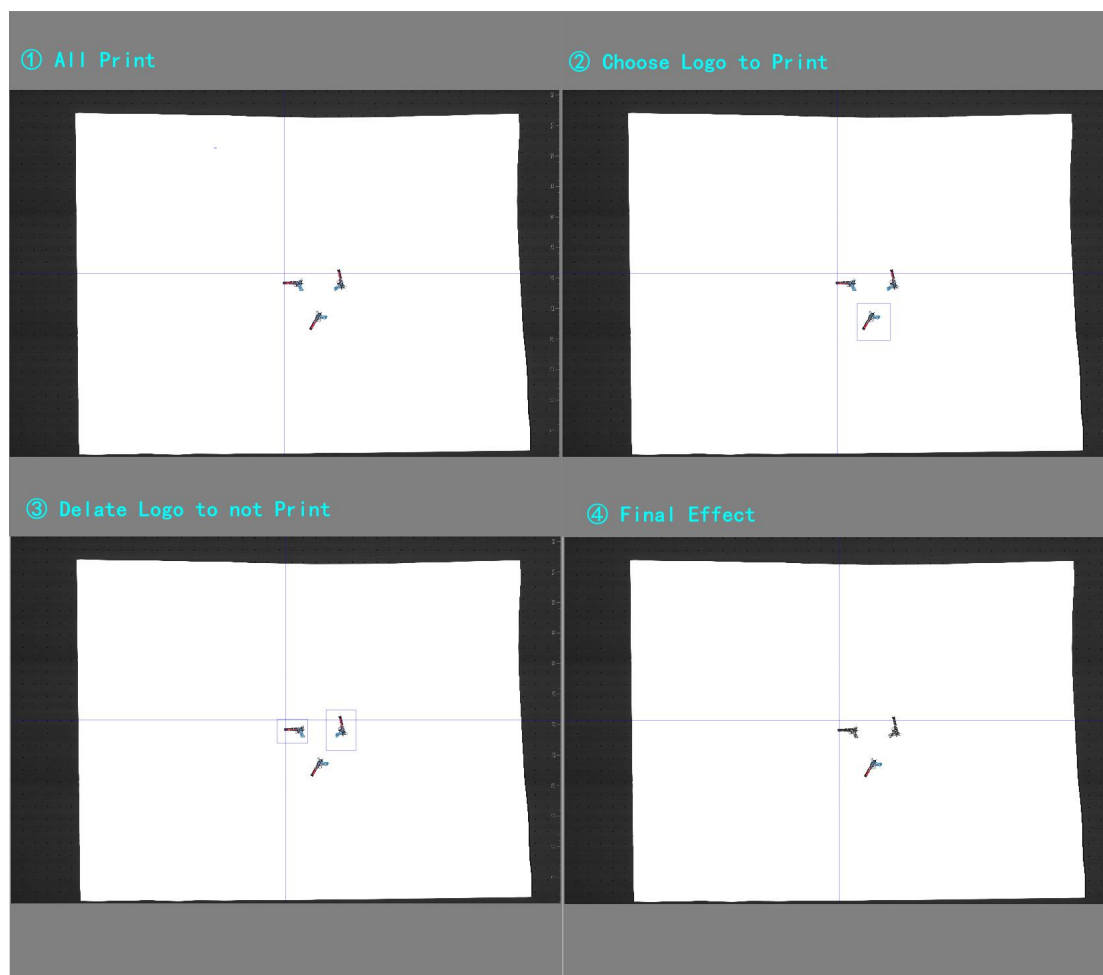 ① All Print
② Choose Logo to Print
③ Delate Logo to not Print
④ Final Effect